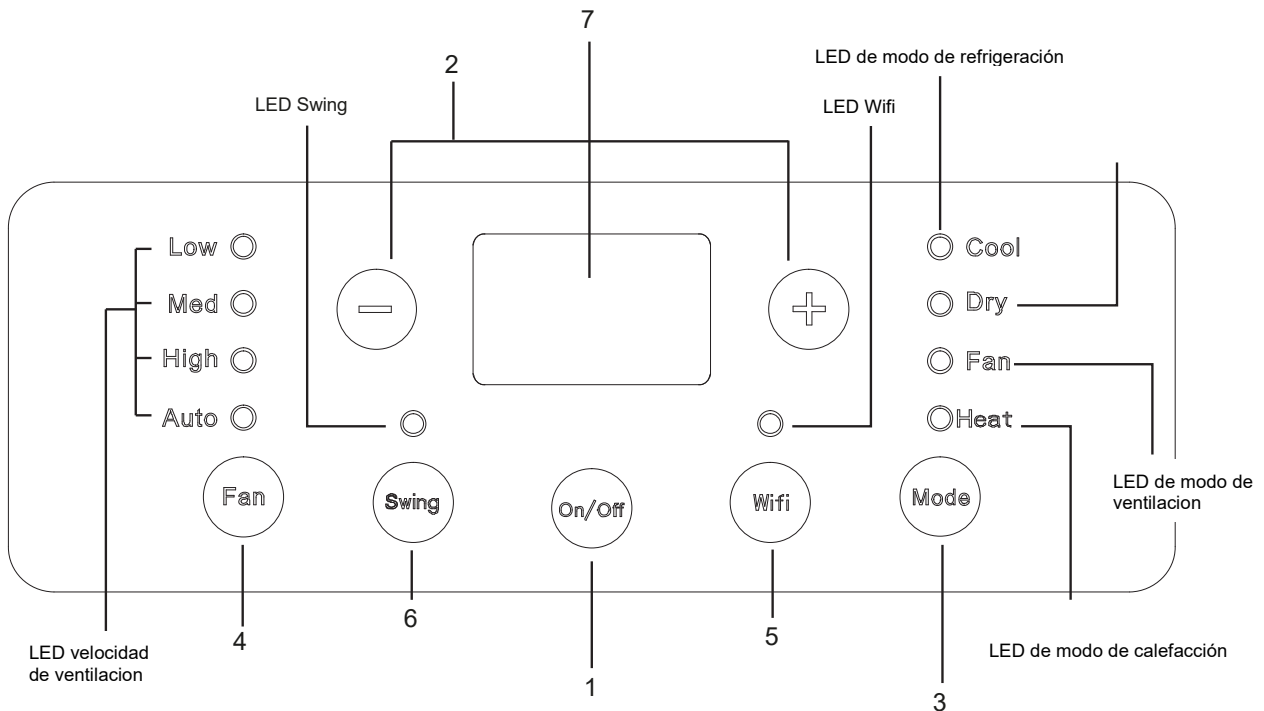 7
LED de modo de refrigeración
2
LED Swing
LED Wifi
Low
Cool
Med
Dry
High
Fan
Auto
Heat
Fan
Swing
On/Off
Wifi
Mode
LED de modo de
ventilacion
4
6
5
LED velocidad
de ventilacion
LED de modo de calefacción
1
3